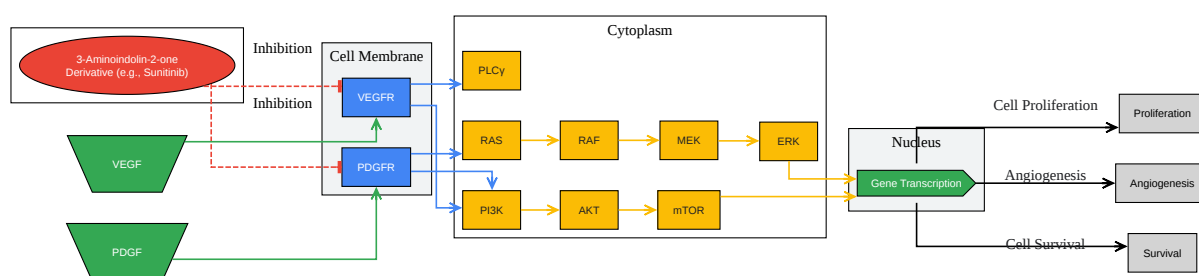 3-Aminoindolin-2-one
Derivative (e.g., Sunitinib)
Inhibition
Inhibition
VEGF
PDGF
Cell Membrane
VEGFR
PDGFR
Cytoplasm
PLCγ
RAS
RAF
MEK
ERK
PI3K
AKT
mTOR
Nucleus
Gene Transcription
Cell Proliferation
Angiogenesis
Cell Survival
Proliferation
Angiogenesis
Survival